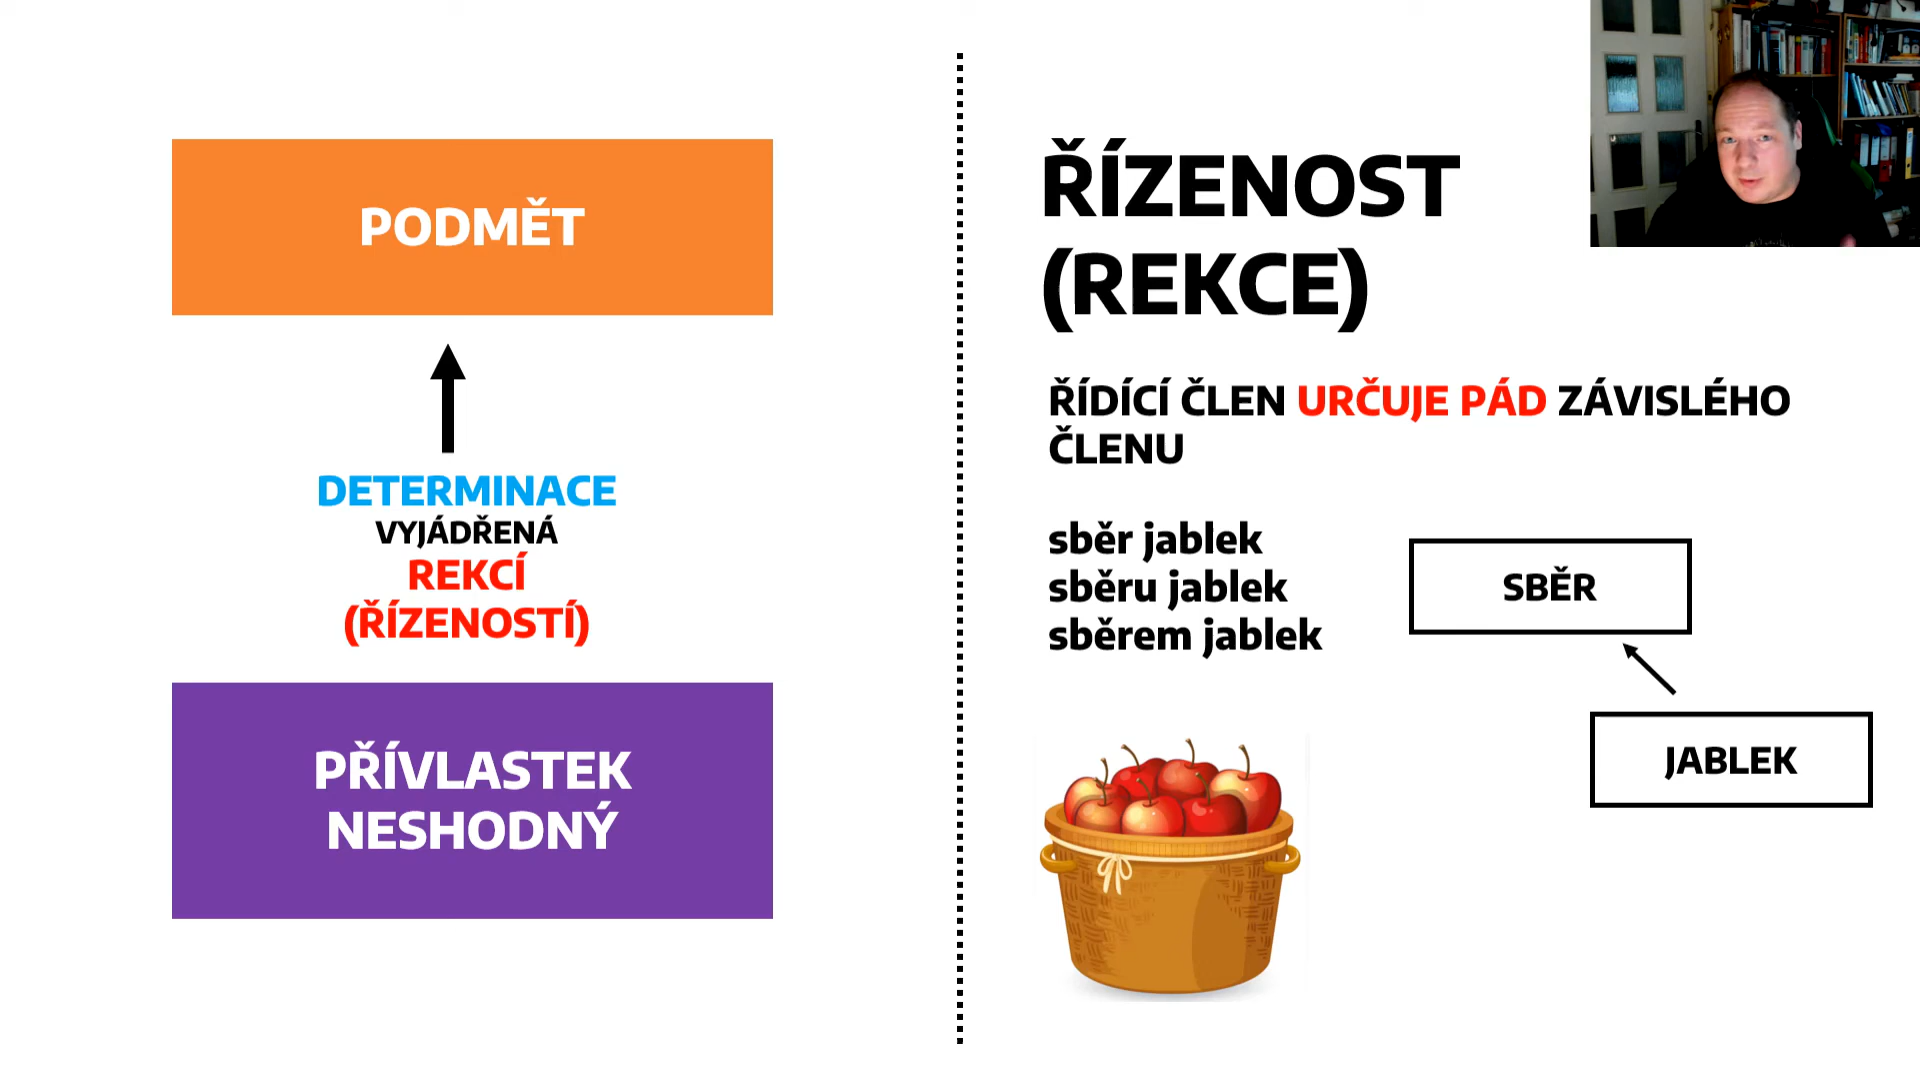 PODMĚT
DETERMINACE
VYJÁDŘENÁ
REKCÍ
(ŘÍZENOSTÍ)
PŘÍVLASTEK
NESHODNÝ
ŘÍZENOST
(REKCE)
ŘÍDÍCÍ ČLEN URČUJE PÁD ZÁVISLÉHO
ČLENU
sběr jablek
sběru jablek
sběrem jablek
SBĚR
JABLEK